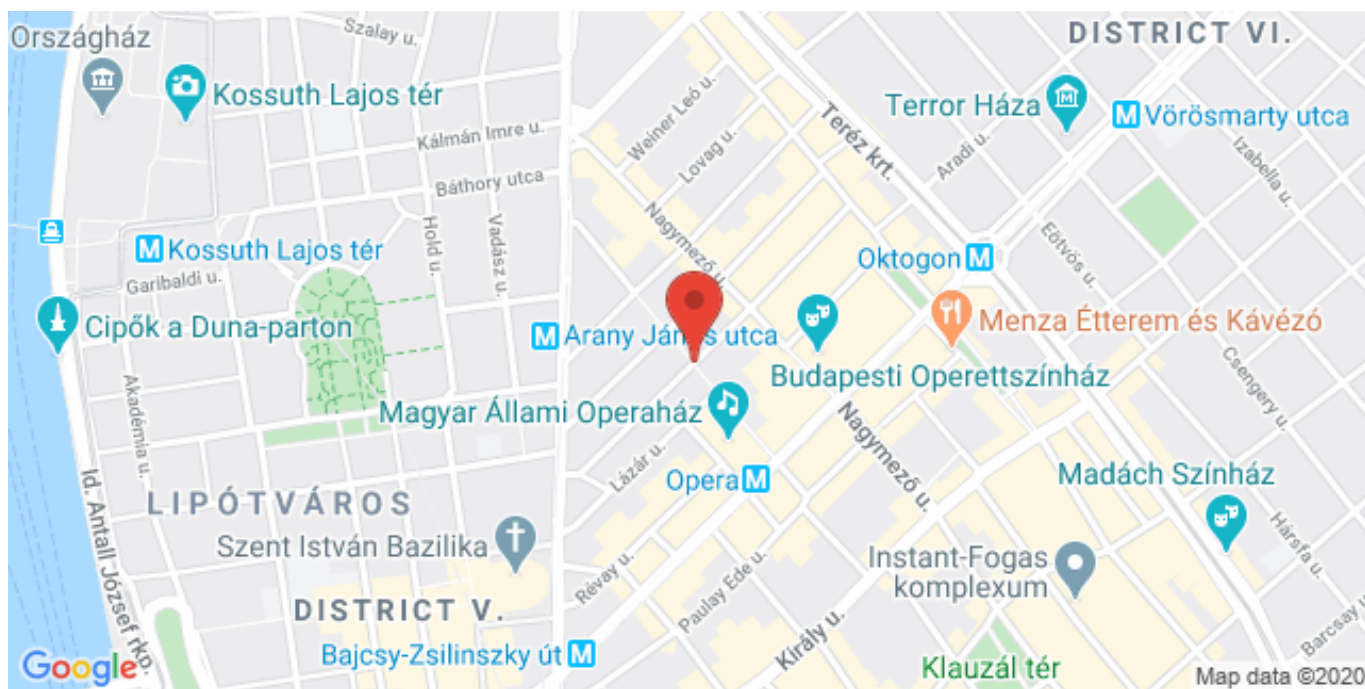 Országház
Szalay u.
DISTRICT VI.
Kossuth Lajos tér
Weiner Leó u.
Terror Háza
Vörösmarty utca
Kálmán Imre u.
Lovag u.
Teréz krt.
Aradi u.
Izabella u.
Báthory utca
Nagymező u.
Hold u.
Vadász u.
Kossuth Lajos tér
Oktogon
Eötvös u.
Garibaldi u.
Cipők a Duna-parton
Arany János utca
Menza Étterem és Kávézó
Csengery u.
Budapesti Operettszínház
Akadémia u.
Magyar Állami Operaház
Nagymező u.
Lázár u.
Opera
Madách Színház
Id. Antall József rkp.
LIPÓTVÁROS
Szent István Bazilika
Hársfa u.
Révay u.
Paulay Ede u.
Instant-Fogas
komplexum
DISTRICT V.
Király u.
Barcsay u
Bajcsy-Zsilinszky út
Klauzál tér
Google
Map data ©2020